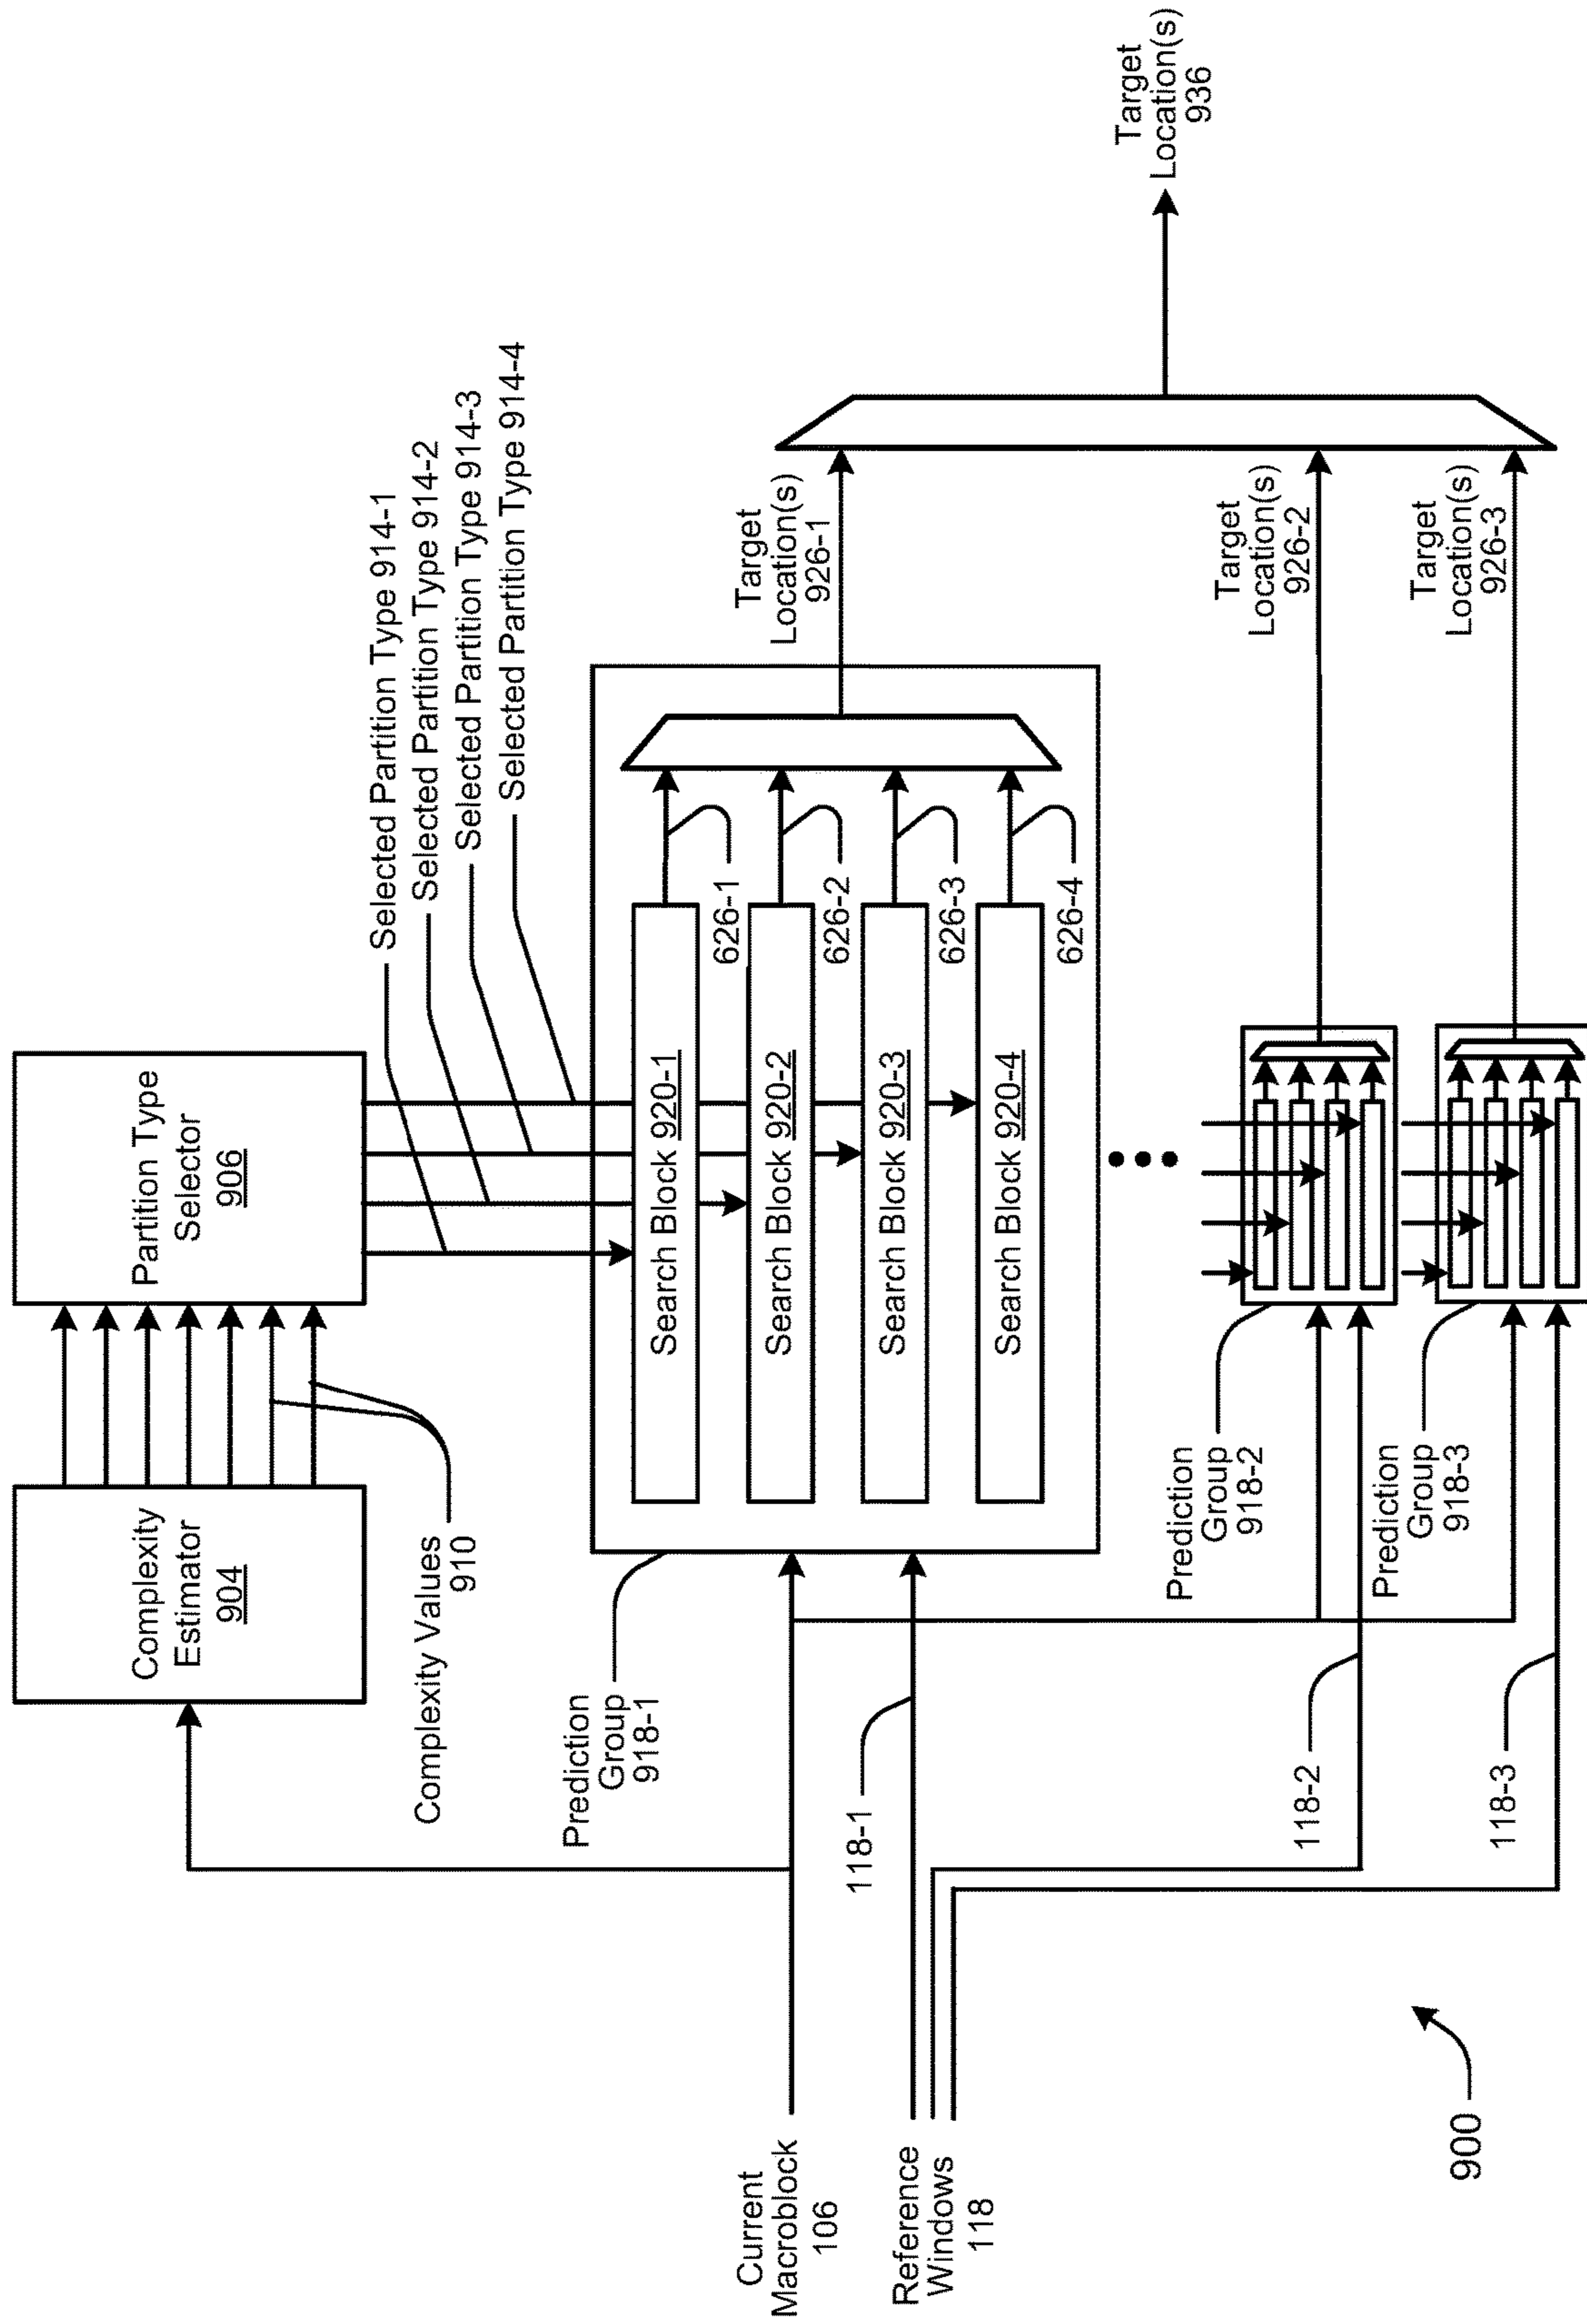 Complexity
Estimator
904
Partition Type
Selector
906
Complexity Values
910
Selected Partition Type 914-1
Selected Partition Type 914-2
Selected Partition Type 914-3
Selected Partition Type 914-4
Prediction
Group
918-1
Search Block 920-1
626-1
Search Block 920-2
626-2
Search Block 920-3
626-3
Search Block 920-4
626-4
Target
Location(s)
926-1
Current
Macroblock
106
Reference
Windows
118
118-1
Target
Location(s)
936
Prediction
Group
918-2
118-2
Target
Location(s)
926-2
Prediction
Group
918-3
118-3
Target
Location(s)
926-3
900